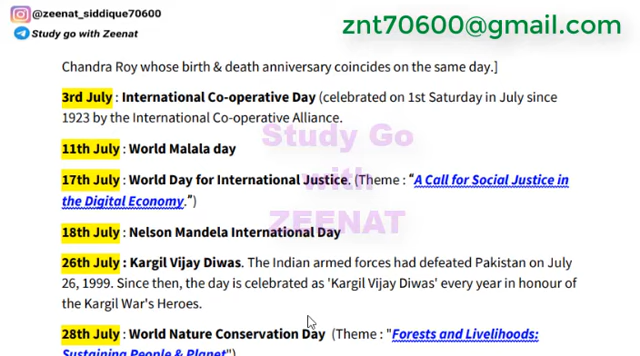 @zeenat_siddique70600
Study go with Zeenat
znt70600@gmail.com
Chandra Roy whose birth & death anniversary coincides on the same day.]
3rd July : International Co-operative Day (celebrated on 1st Saturday in July since
1923 by the International Co-operative Alliance.
11th July : World Malala day
17th July : World Day for International Justice. (Theme : “A Call for Social Justice in
the Digital Economy.”)
18th July : Nelson Mandela International Day
26th July : Kargil Vijay Diwas. The Indian armed forces had defeated Pakistan on July
26, 1999. Since then, the day is celebrated as 'Kargil Vijay Diwas' every year in honour of
the Kargil War's Heroes.
28th July : World Nature Conservation Day (Theme : "Forests and Livelihoods:
Sustaining People & Planet")
Study Go
with
ZEENAT